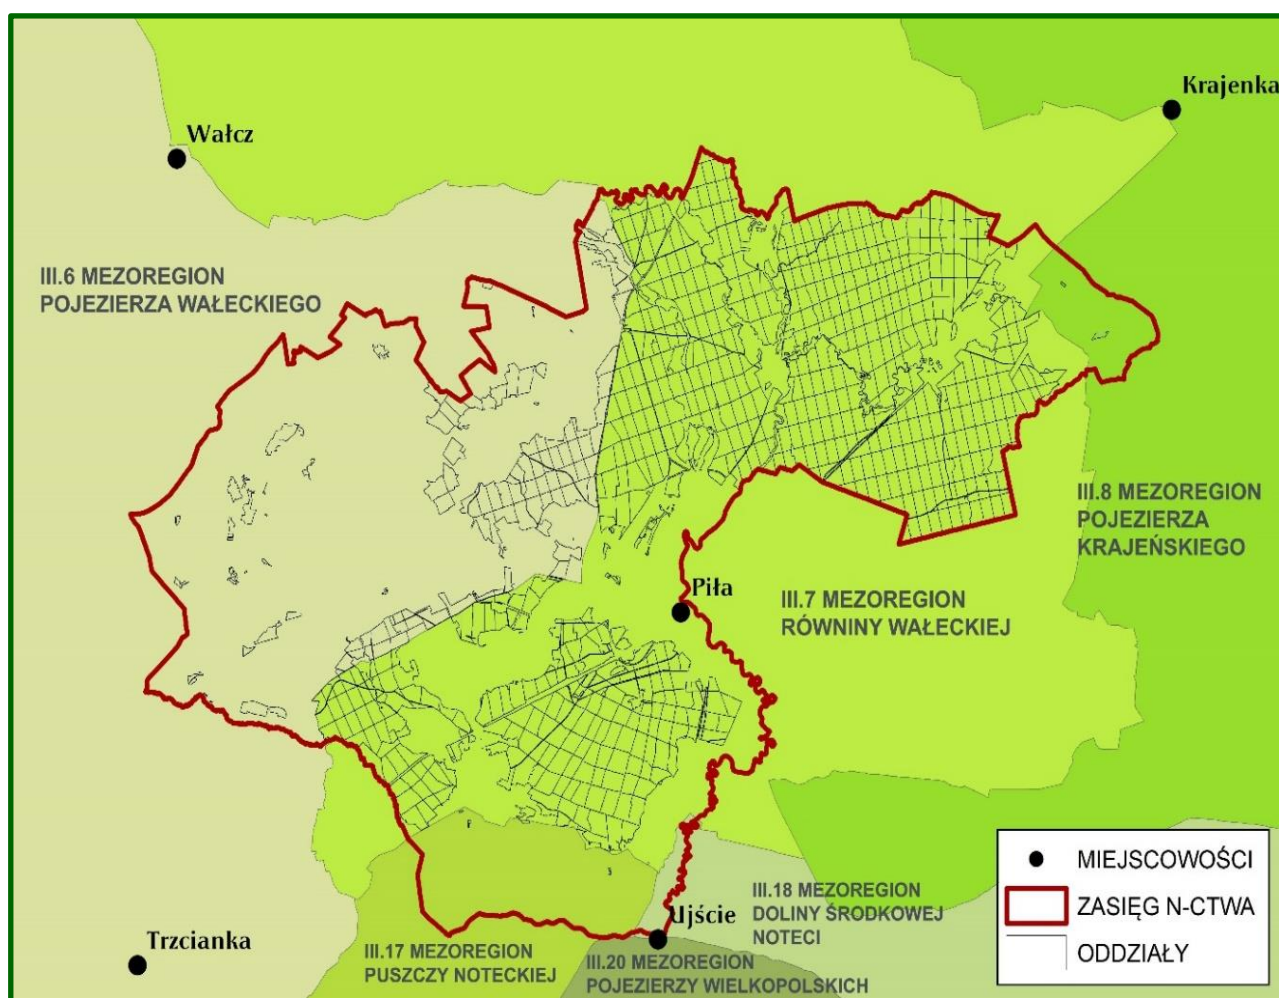 Krajenka
Wałcz
III.6 MEZOREGION
POJEZIERZA WAŁECKIEGO
III.8 MEZOREGION
POJEZIERZA
KRAJEŃSKIEGO
Piła
III.7 MEZOREGION
RÓWNINY WAŁECKIEJ
III.18 MEZOREGION
DOLINY ŚRODKOWEJ
NOTECI
Ujście
Trzcianka
III.17 MEZOREGION
PUSZCZY NOTECKIEJ
III.20 MEZOREGION
POJEZIERZY WIELKOPOLSKICH
MIEJSCOWOŚCI
ZASIĘG N-CTWA
ODDZIAŁY